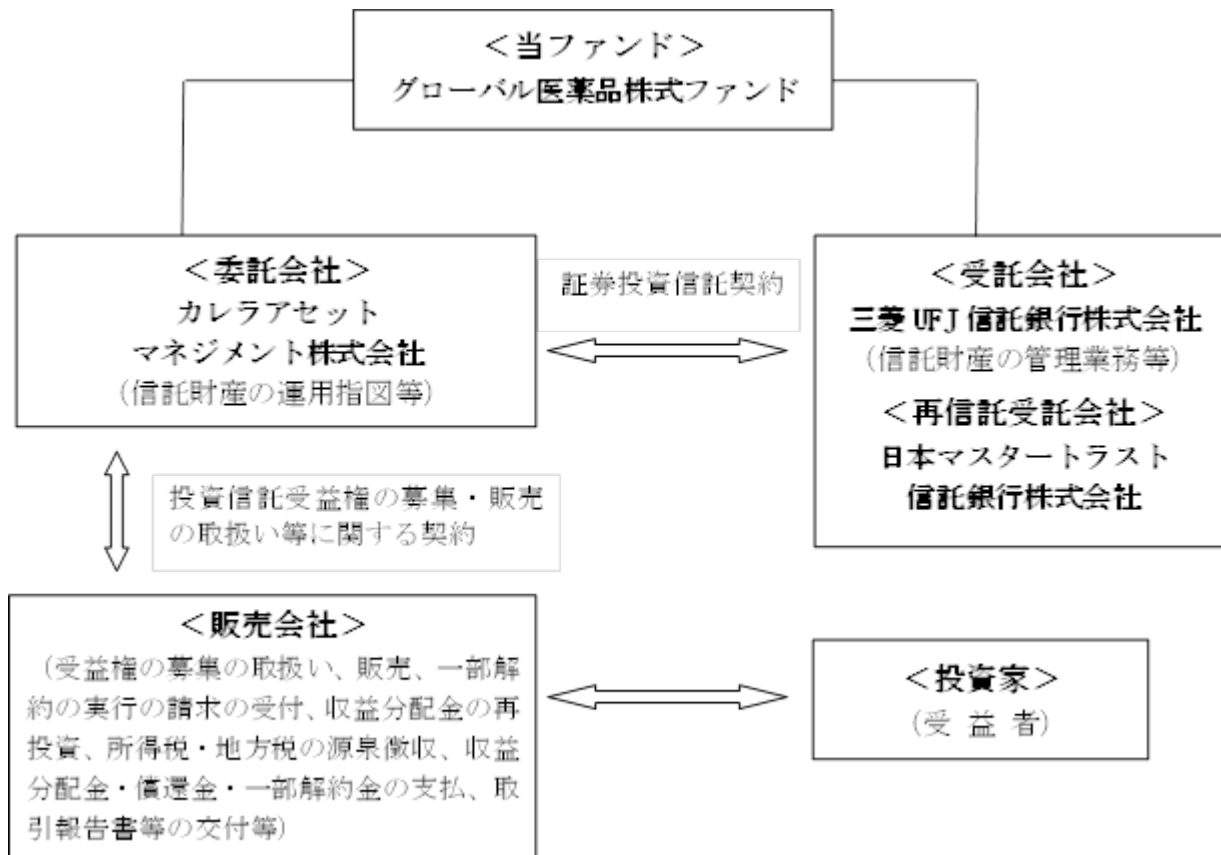 ＜当ファンド＞
グローバル医薬品株式ファンド
＜委託会社＞
カレラアセット
マネジメント株式会社
（信託財産の運用指図等）
証券投資信託契約
＜受託会社＞
三菱UFJ信託銀行株式会社
（信託財産の管理業務等）
＜再信託受託会社＞
日本マスタートラスト
信託銀行株式会社
投資信託受益権の募集・販売
の取扱い等に関する契約
＜販売会社＞
（受益権の募集の取扱い、販売、一部解
約の実行の請求の受付、収益分配金の再
投資、所得税・地方税の源泉徴収、収益
分配金・償還金・一部解約金の支払、取
引報告書等の交付等）
＜投資家＞
（受 益 者）